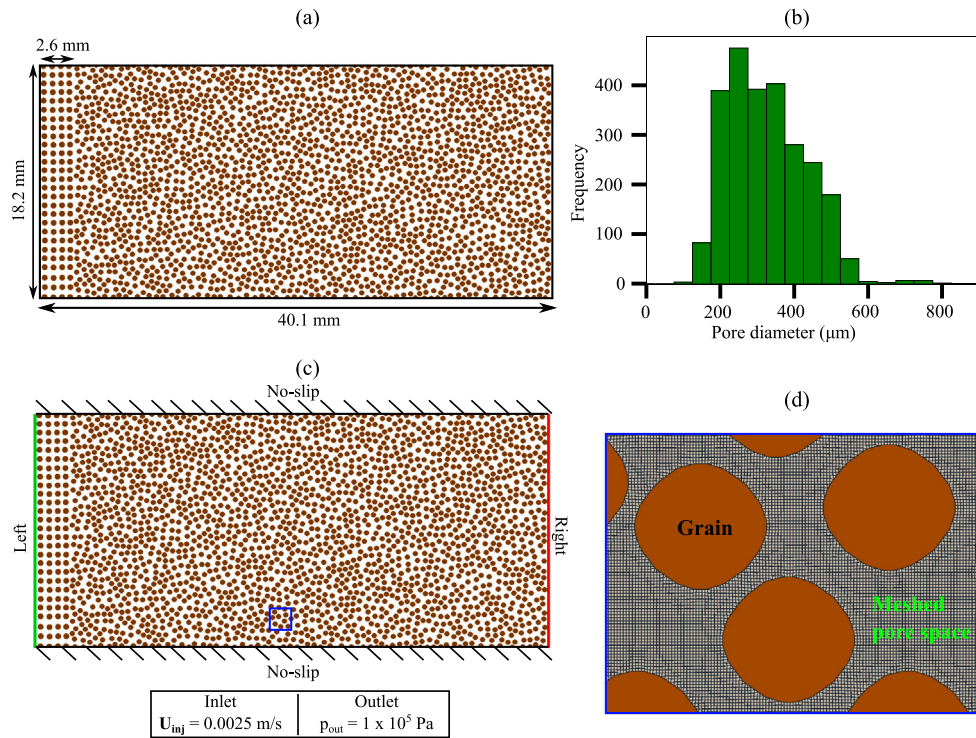 (a)
2.6 mm
18.2 mm
40.1 mm
(b)
Frequency
400
300
200
100
0
0
200
400
600
800
Pore diameter (μm)
(c)
No-slip
Left
Right
No-slip
Inlet
Outlet
U_inj = 0.0025 m/s
p_out = 1 x 10⁵ Pa
(d)
Grain
Meshed
pore space